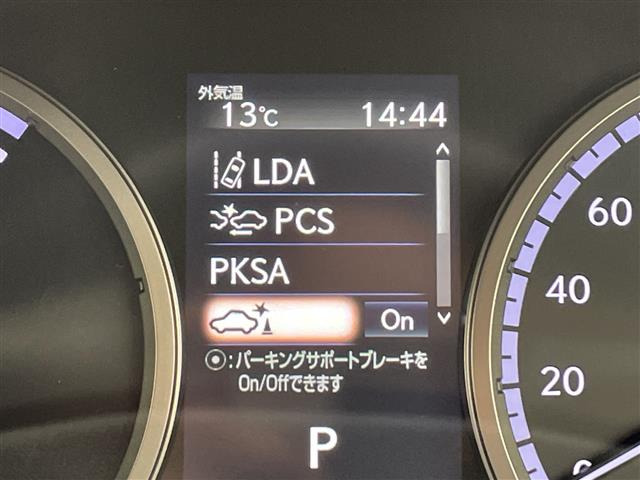 外気温
13℃ 14:44
LDA
PCS
PKSA
On
⦿:パーキングサポートブレーキを
On/Offできます
P
60
40
20
0